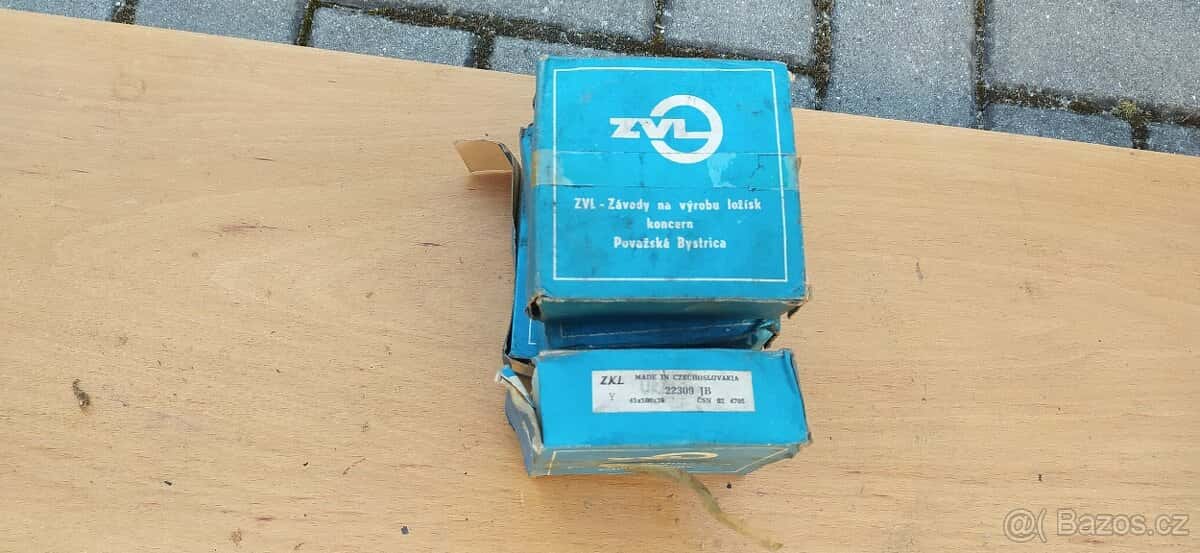 ZVL
ZVL - Závody na výrobu ložísk
koncern
Považská Bystrica
ZKL MADE IN CZECHOSLOVAKIA
Y 22309 JB
ČSN 02 4705
@( Bazos.cz